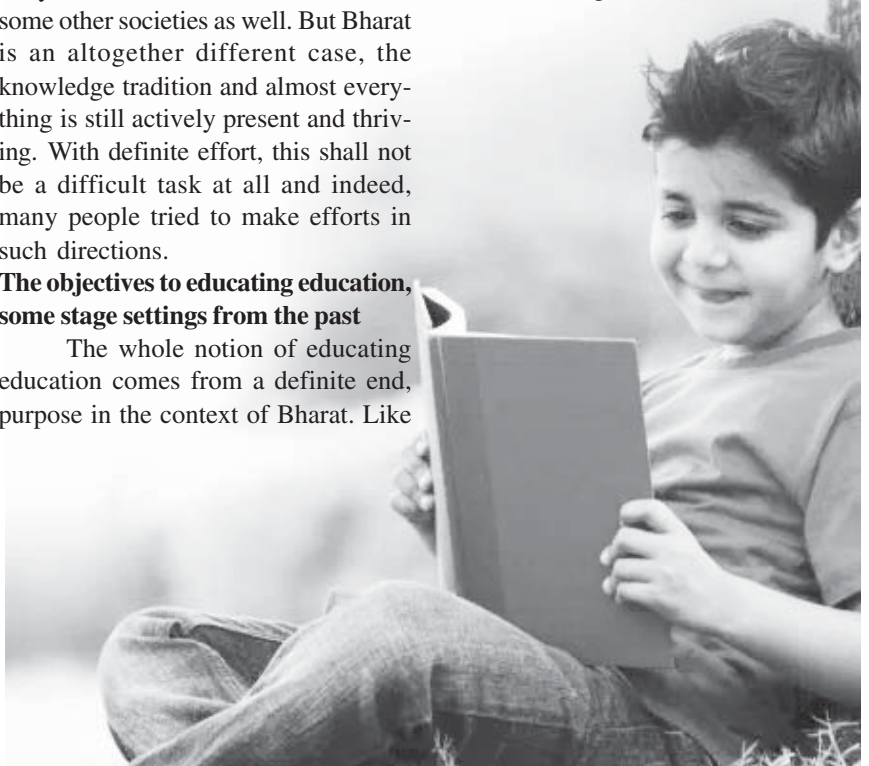 some other societies as well. But Bharat
is an altogether different case, the
knowledge tradition and almost every-
thing is still actively present and thriv-
ing. With definite effort, this shall not
be a difficult task at all and indeed,
many people tried to make efforts in
such directions.
The objectives to educating education,
some stage settings from the past
The whole notion of educating
education comes from a definite end,
purpose in the context of Bharat. Like